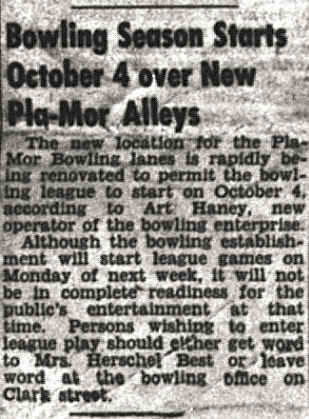 Bowling Season Starts
October 4 over New
Pla-Mor Alleys
The new location for the Pla-
Mor Bowling lanes is rapidly be-
ing renovated to permit the bowl-
ing league to start on October 4,
according to Art Haney, new
operator of the bowling enterprise.
Although the bowling establish-
ment will start league games on
Monday of next week, it will not
be in complete readiness for the
public's entertainment at that
time. Persons wishing to enter
league play should either get word
to Mrs. Herschel Best or leave
word at the bowling office on
Clark street.